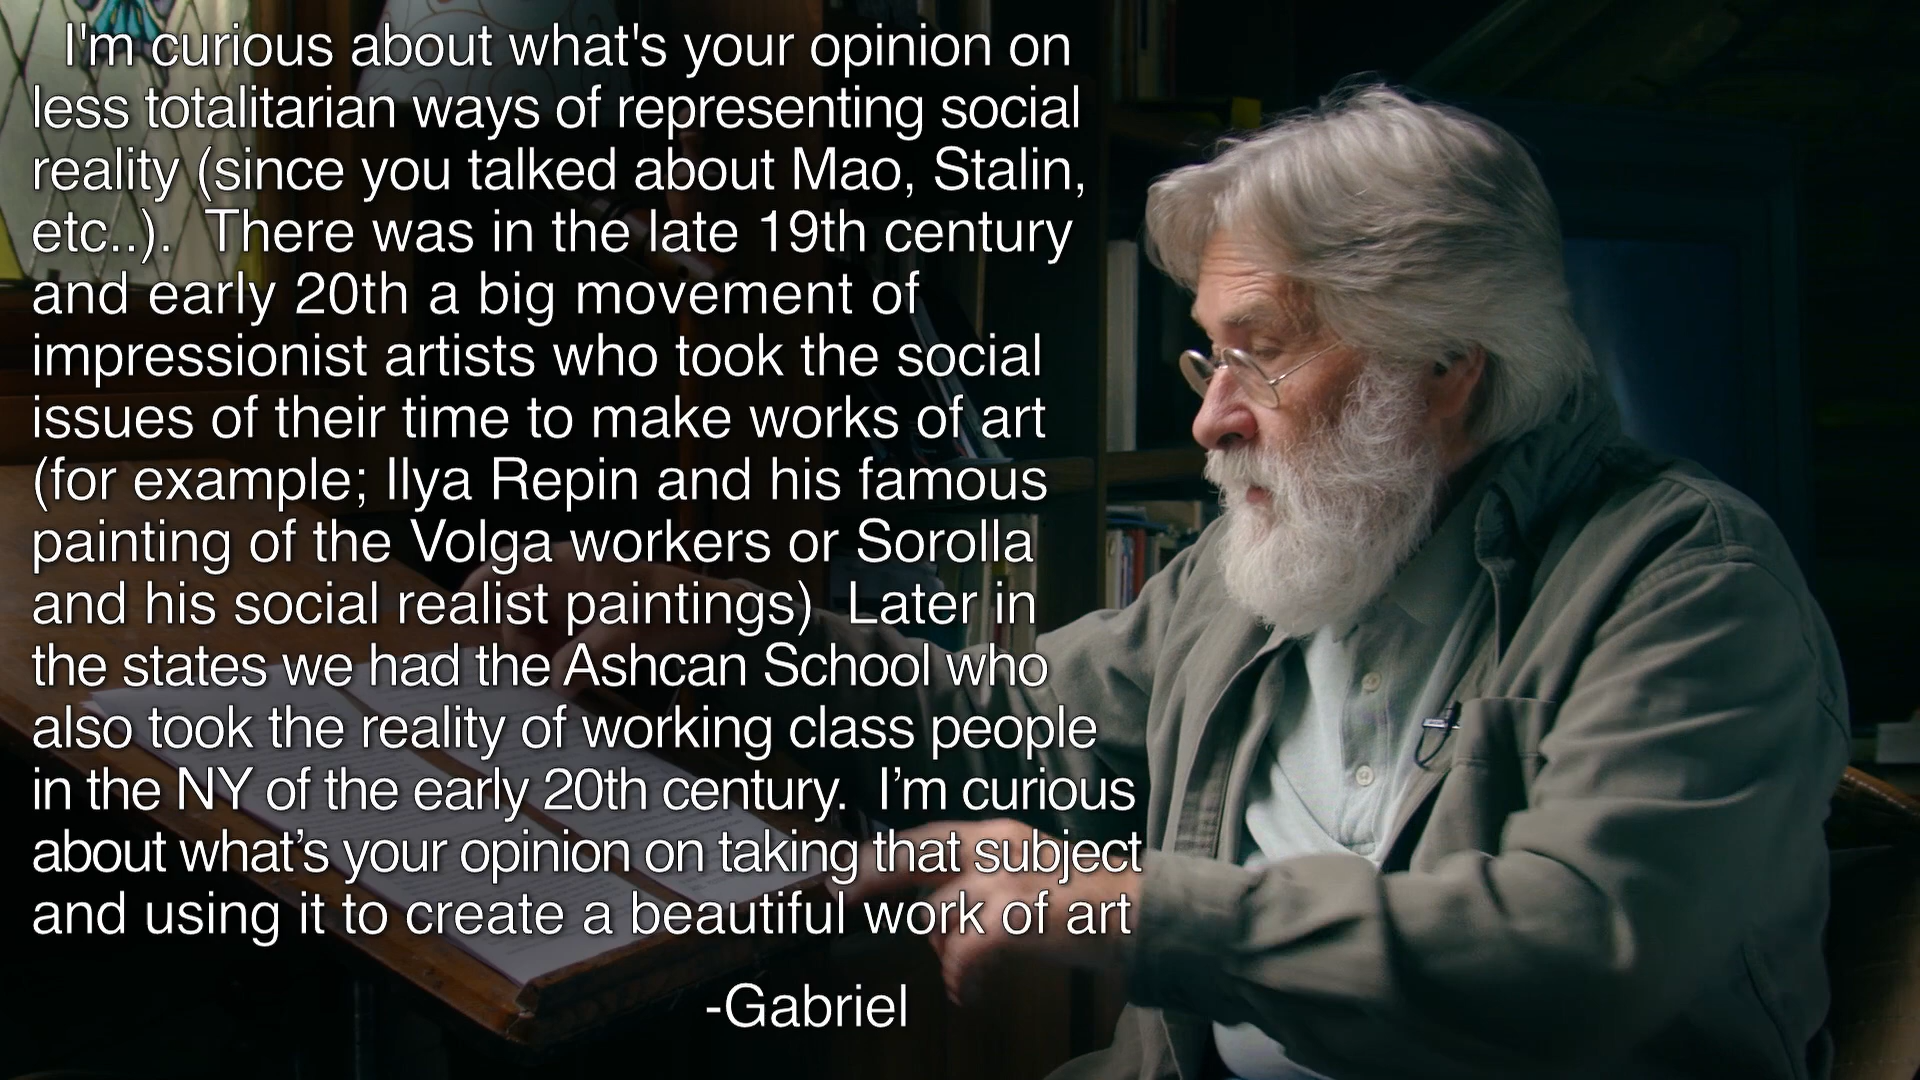 I'm curious about what's your opinion on
less totalitarian ways of representing social
reality (since you talked about Mao, Stalin,
etc..).  There was in the late 19th century
and early 20th a big movement of
impressionist artists who took the social
issues of their time to make works of art
(for example; Ilya Repin and his famous
painting of the Volga workers or Sorolla
and his social realist paintings)  Later in
the states we had the Ashcan School who
also took the reality of working class people
in the NY of the early 20th century.  I’m curious
about what’s your opinion on taking that subject
and using it to create a beautiful work of art
-Gabriel